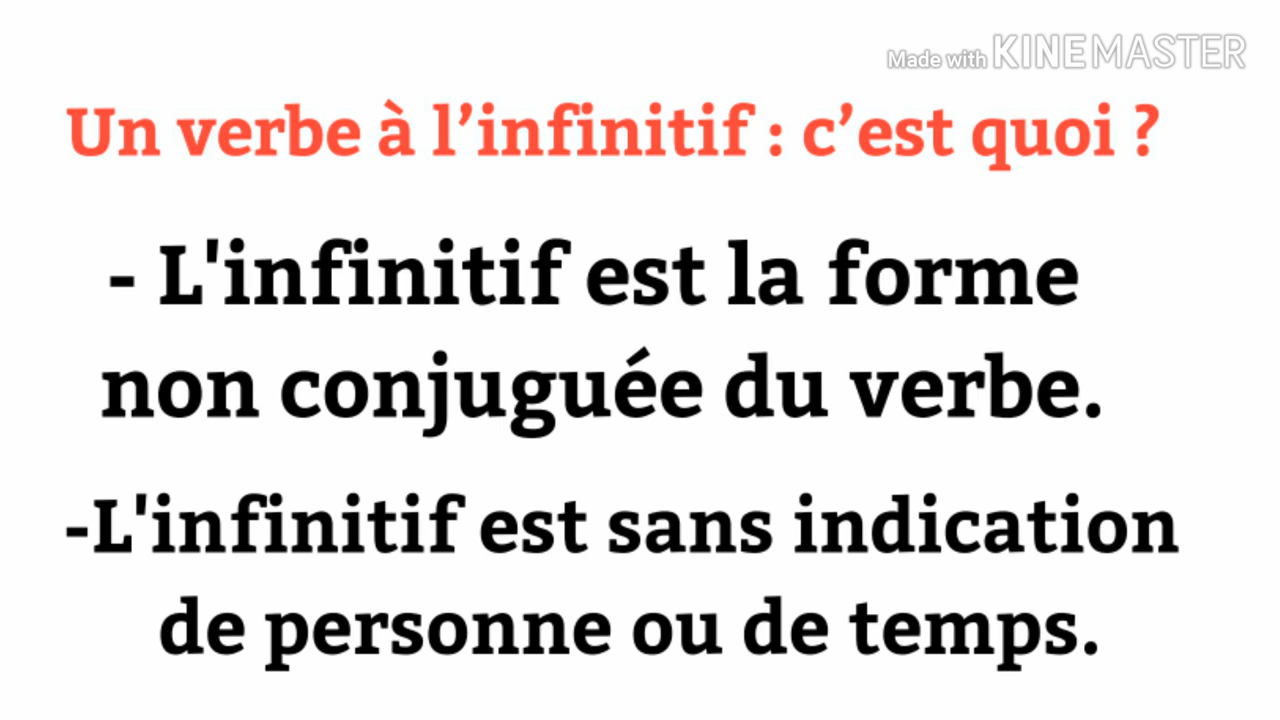 Made with KINEMASTER
Un verbe à l’infinitif : c’est quoi ?
- L'infinitif est la forme
non conjuguée du verbe.
-L'infinitif est sans indication
de personne ou de temps.